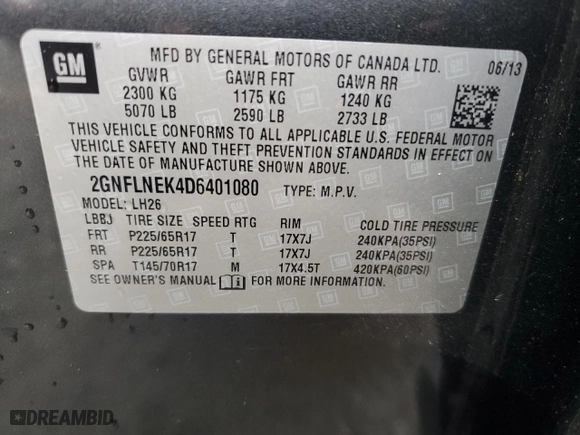 GM
MFD BY GENERAL MOTORS OF CANADA LTD. 06/13
GVWR GAWR FRT GAWR RR
2300 KG 1175 KG 1240 KG
5070 LB 2590 LB 2733 LB
THIS VEHICLE CONFORMS TO ALL APPLICABLE U.S. FEDERAL MOTOR
VEHICLE SAFETY AND THEFT PREVENTION STANDARDS IN EFFECT ON
THE DATE OF MANUFACTURE SHOWN ABOVE.
2GNFLNEK4D6401080 TYPE: M.P.V.
MODEL: LH26
LBBJ TIRE SIZE SPEED RTG RIM COLD TIRE PRESSURE
FRT P225/65R17 T 17X7J 240KPA(35PSI)
RR P225/65R17 T 17X7J 240KPA(35PSI)
SPA T145/70R17 M 17X4.5T 420KPA(60PSI)
SEE OWNER'S MANUAL FOR MORE INFORMATION.
DREAMBID